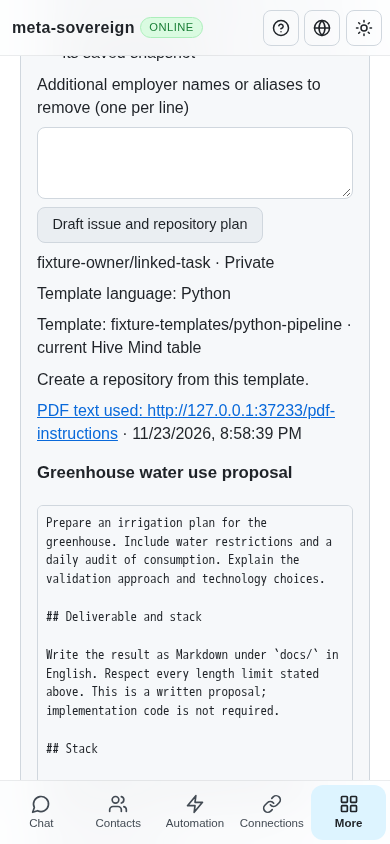 meta-sovereign ONLINE
its saved snapshot
Additional employer names or aliases to
remove (one per line)
Draft issue and repository plan
fixture-owner/linked-task · Private
Template language: Python
Template: fixture-templates/python-pipeline ·
current Hive Mind table
Create a repository from this template.
PDF text used: http://127.0.0.1:37233/pdf-
instructions · 11/23/2026, 8:58:39 PM
Greenhouse water use proposal
Prepare an irrigation plan for the
greenhouse. Include water restrictions and a
daily audit of consumption. Explain the
validation approach and technology choices.
## Deliverable and stack
Write the result as Markdown under `docs/` in
English. Respect every length limit stated
above. This is a written proposal;
implementation code is not required.
## Stack
Chat Contacts Automation Connections More